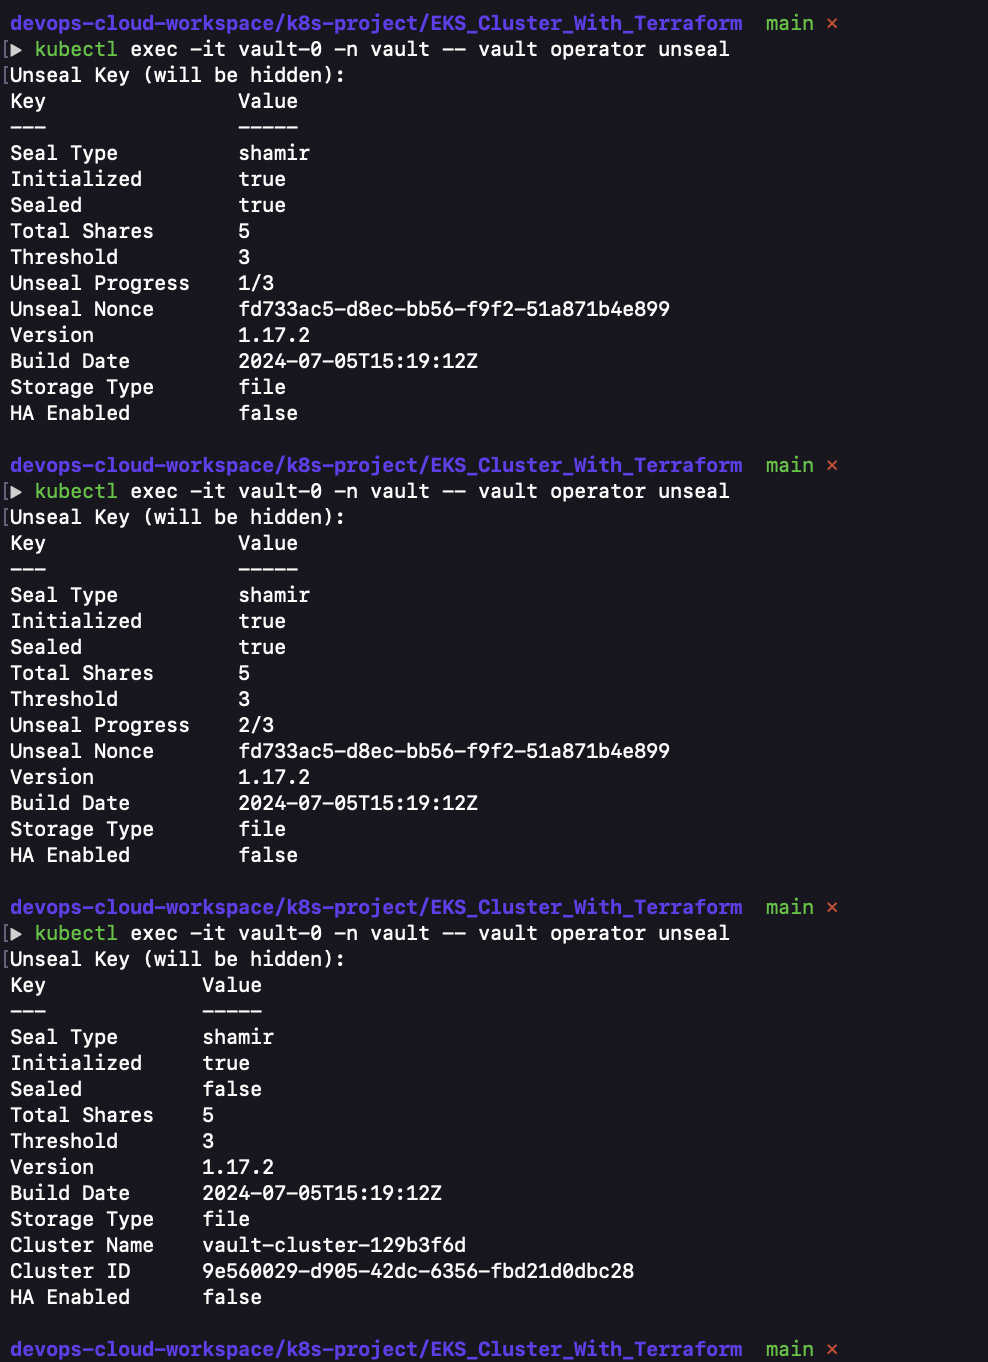 devops-cloud-workspace/k8s-project/EKS_Cluster_With_Terraform main ×
[▶ kubectl exec -it vault-0 -n vault -- vault operator unseal
[Unseal Key (will be hidden):
Key Value
--- -----
Seal Type shamir
Initialized true
Sealed true
Total Shares 5
Threshold 3
Unseal Progress 1/3
Unseal Nonce fd733ac5-d8ec-bb56-f9f2-51a871b4e899
Version 1.17.2
Build Date 2024-07-05T15:19:12Z
Storage Type file
HA Enabled false
devops-cloud-workspace/k8s-project/EKS_Cluster_With_Terraform main ×
[▶ kubectl exec -it vault-0 -n vault -- vault operator unseal
[Unseal Key (will be hidden):
Key Value
--- -----
Seal Type shamir
Initialized true
Sealed true
Total Shares 5
Threshold 3
Unseal Progress 2/3
Unseal Nonce fd733ac5-d8ec-bb56-f9f2-51a871b4e899
Version 1.17.2
Build Date 2024-07-05T15:19:12Z
Storage Type file
HA Enabled false
devops-cloud-workspace/k8s-project/EKS_Cluster_With_Terraform main ×
[▶ kubectl exec -it vault-0 -n vault -- vault operator unseal
[Unseal Key (will be hidden):
Key Value
--- -----
Seal Type shamir
Initialized true
Sealed false
Total Shares 5
Threshold 3
Version 1.17.2
Build Date 2024-07-05T15:19:12Z
Storage Type file
Cluster Name vault-cluster-129b3f6d
Cluster ID 9e560029-d905-42dc-6356-fbd21d0dbc28
HA Enabled false
devops-cloud-workspace/k8s-project/EKS_Cluster_With_Terraform main ×